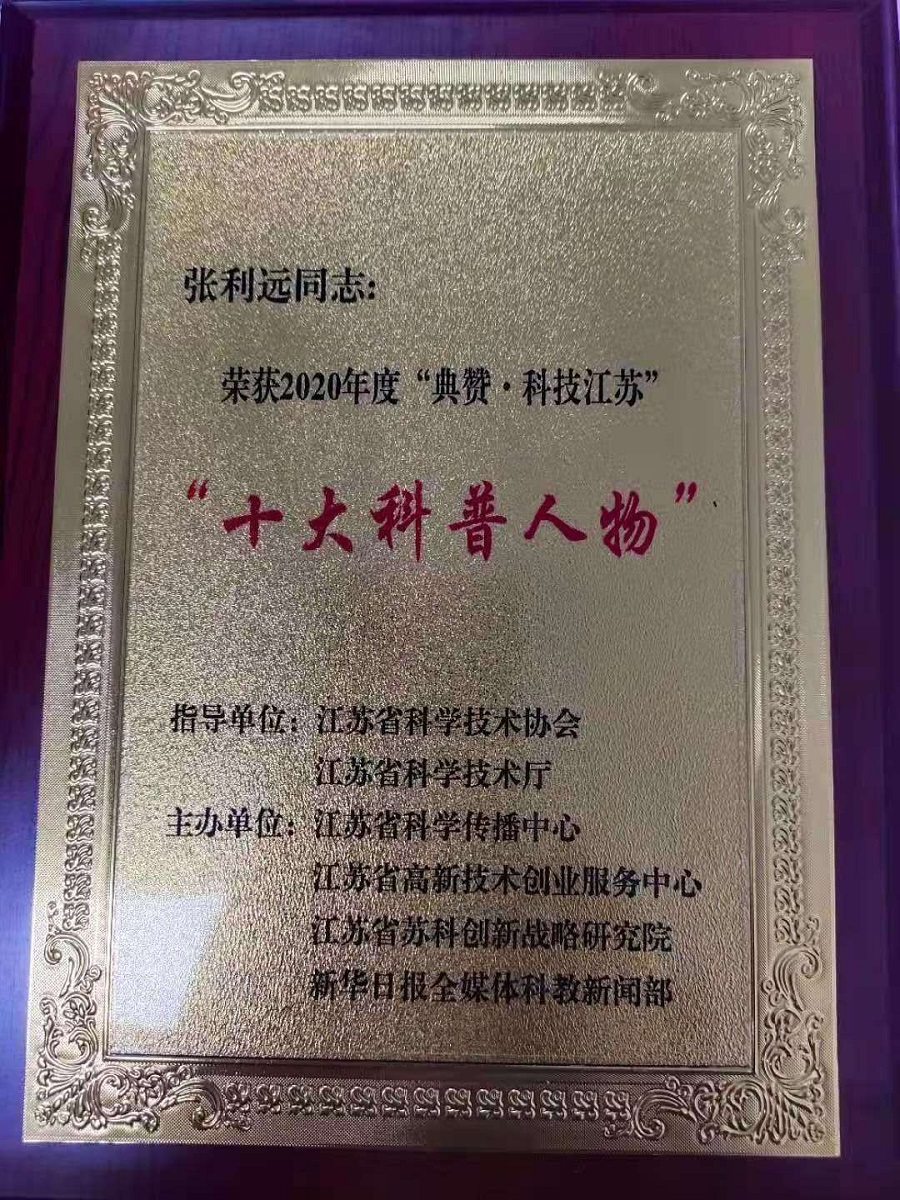 张利远同志:
荣获2020年度“典赞·科技江苏”
“十大科普人物”
指导单位：江苏省科学技术协会
江苏省科学技术厅
主办单位：江苏省科学传播中心
江苏省高新技术创业服务中心
江苏省苏科创新战略研究院
新华日报全媒体科教新闻部